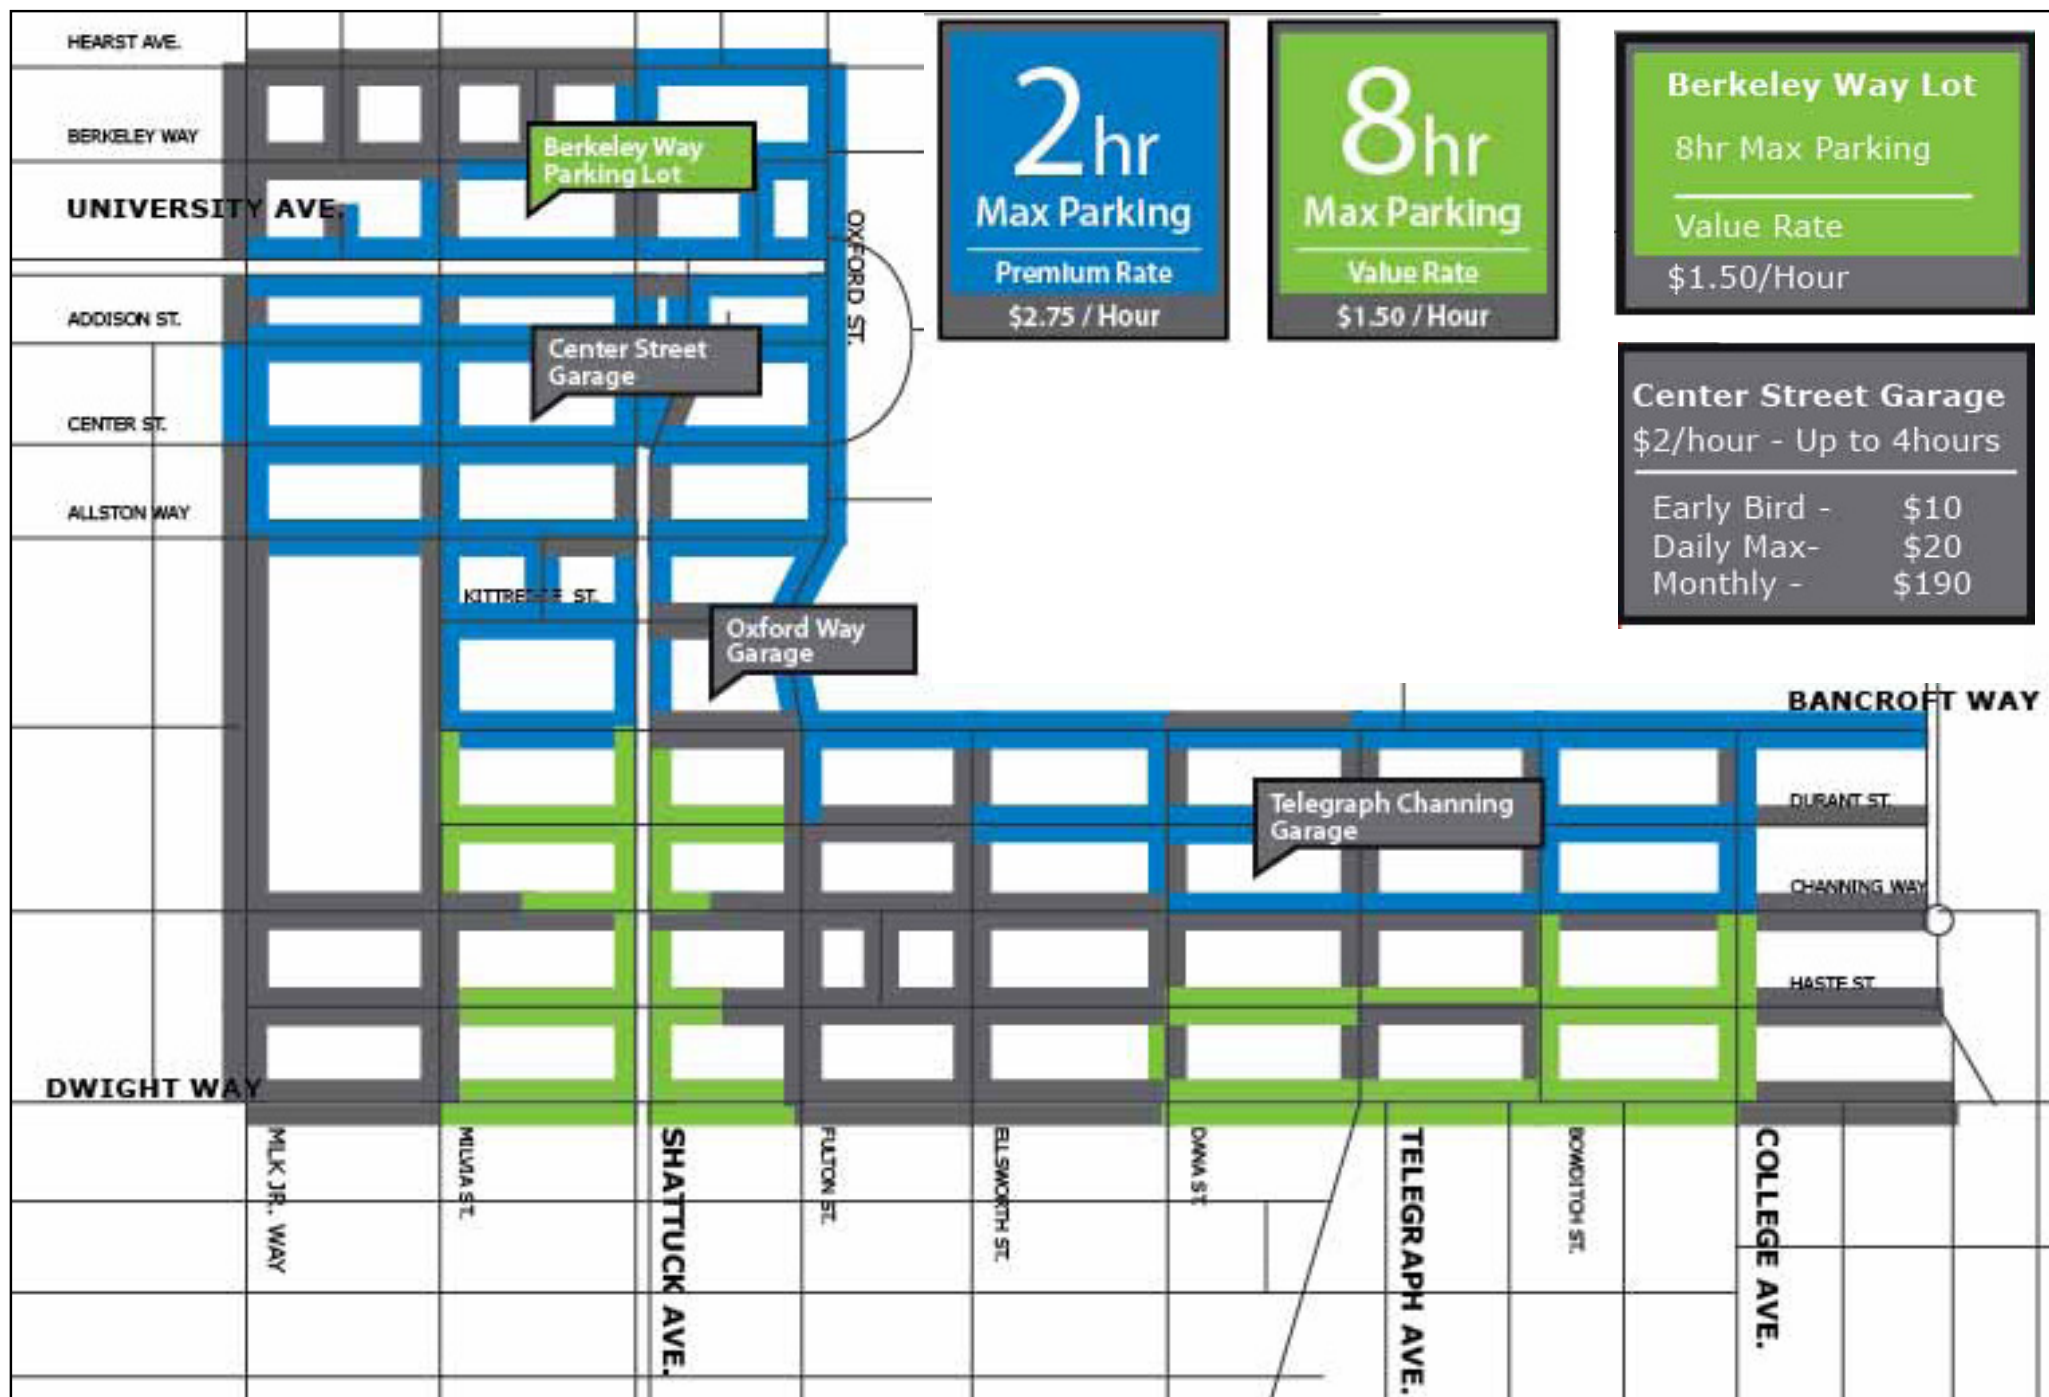 HEARST AVE.
BERKELEY WAY
UNIVERSITY AVE.
ADDISON ST.
CENTER ST.
ALLSTON WAY
Berkeley Way
Parking Lot
Center Street
Garage
OXFORD ST.
KITTREDGE ST.
Oxford Way
Garage
2hr
Max Parking
Premium Rate
$2.75 / Hour
8hr
Max Parking
Value Rate
$1.50 / Hour
Berkeley Way Lot
8hr Max Parking
Value Rate
$1.50/Hour
Center Street Garage
$2/hour - Up to 4hours
Early Bird - $10
Daily Max- $20
Monthly - $190
BANCROFT WAY
Telegraph Channing
Garage
DURANT ST.
CHANNING WAY
HASTE ST.
DWIGHT WAY
MLK JR. WAY
MILVIA ST.
SHATTUCK AVE.
FULTON ST.
ELLSWORTH ST.
DANA ST.
TELEGRAPH AVE.
BOWDITCH ST.
COLLEGE AVE.